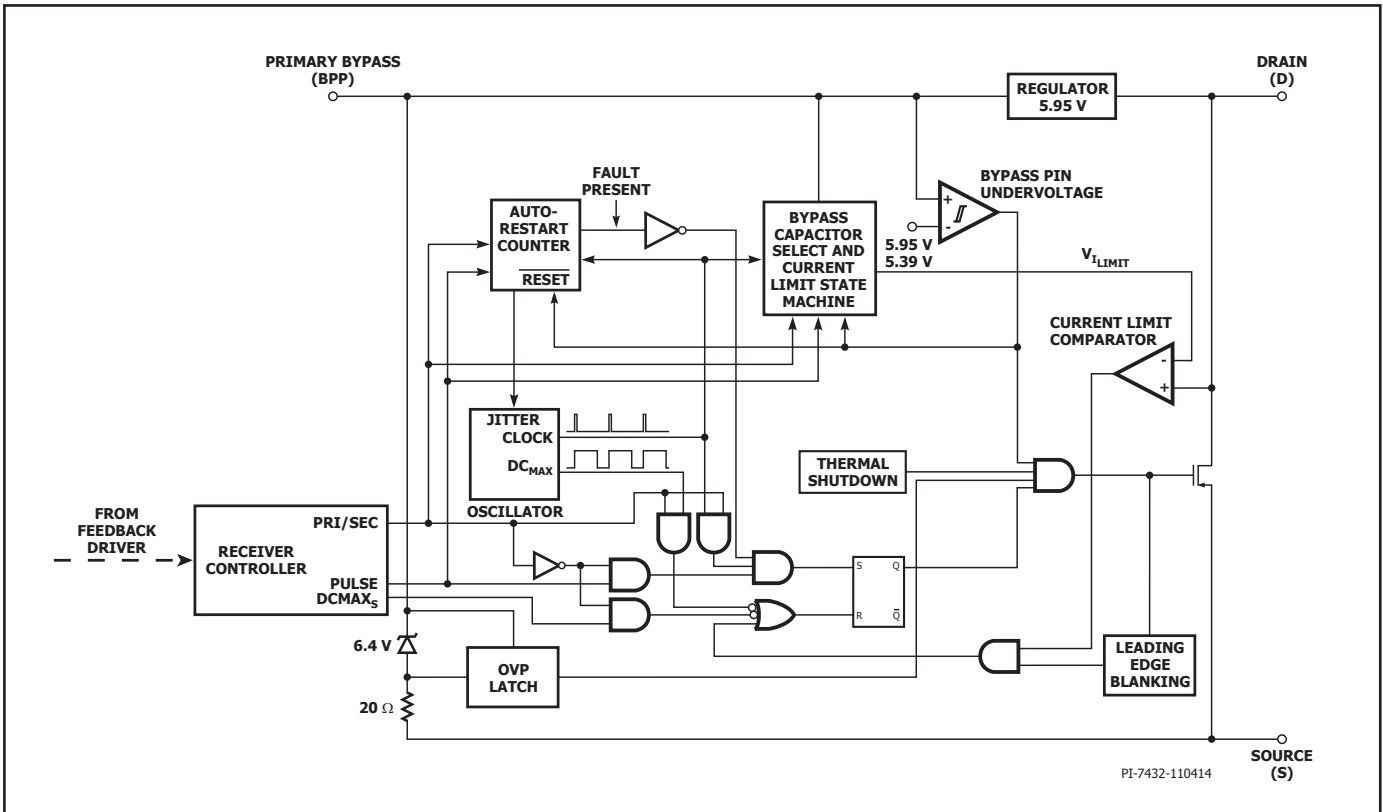 PRIMARY BYPASS
(BPP)
DRAIN
(D)
REGULATOR
5.95 V
FAULT
PRESENT
BYPASS PIN
UNDERVOLTAGE
+
-
AUTO-
RESTART
COUNTER
RESET
BYPASS
CAPACITOR
SELECT AND
CURRENT
LIMIT STATE
MACHINE
5.95 V
5.39 V
VILIMIT
CURRENT LIMIT
COMPARATOR
-
+
JITTER
CLOCK
DCMAX
OSCILLATOR
THERMAL
SHUTDOWN
FROM
FEEDBACK
DRIVER
RECEIVER
CONTROLLER
PRI/SEC
PULSE
DCMAXS
S Q
R Q̅
6.4 V
OVP
LATCH
LEADING
EDGE
BLANKING
20 Ω
SOURCE
(S)
PI-7432-110414